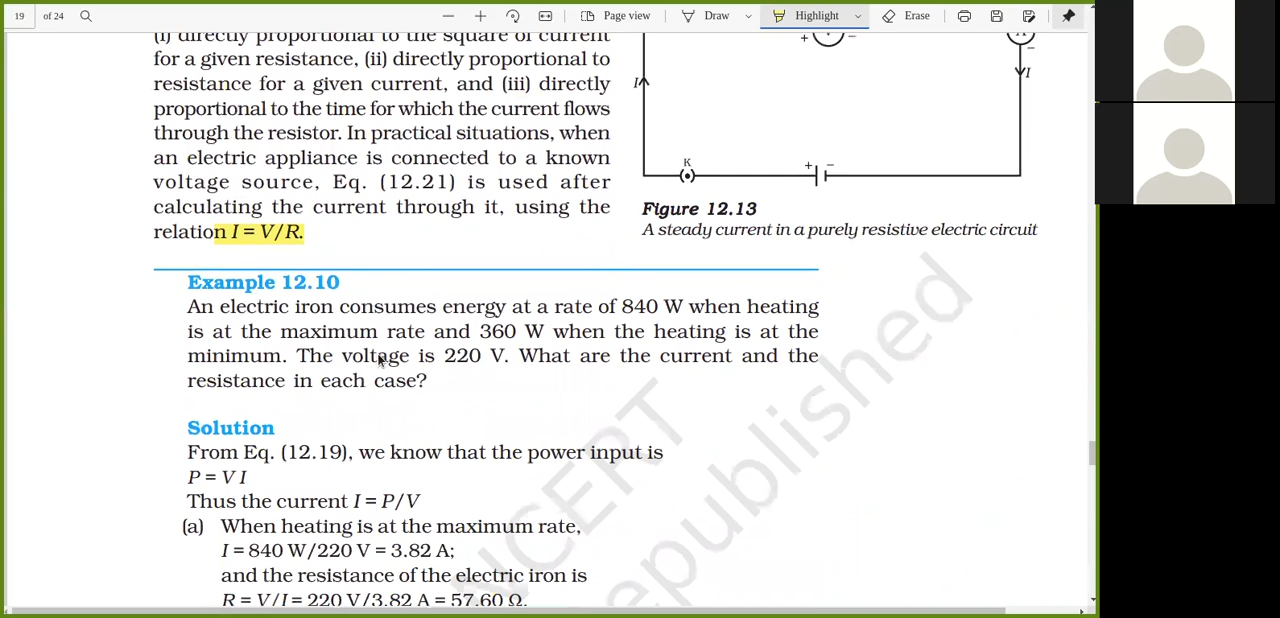 19 of 24 Page view Draw Highlight Erase
(i) directly proportional to the square of current
for a given resistance, (ii) directly proportional to
resistance for a given current, and (iii) directly
proportional to the time for which the current flows
through the resistor. In practical situations, when
an electric appliance is connected to a known
voltage source, Eq. (12.21) is used after
calculating the current through it, using the
relation I = V/R.
+ −
−
I
I
K
+ −
Figure 12.13
A steady current in a purely resistive electric circuit
Example 12.10
An electric iron consumes energy at a rate of 840 W when heating
is at the maximum rate and 360 W when the heating is at the
minimum. The voltage is 220 V. What are the current and the
resistance in each case?
Solution
From Eq. (12.19), we know that the power input is
P = V I
Thus the current I = P/V
(a) When heating is at the maximum rate,
I = 840 W/220 V = 3.82 A;
and the resistance of the electric iron is
R = V/I = 220 V/3.82 A = 57.60 Ω.
NCERT
republished